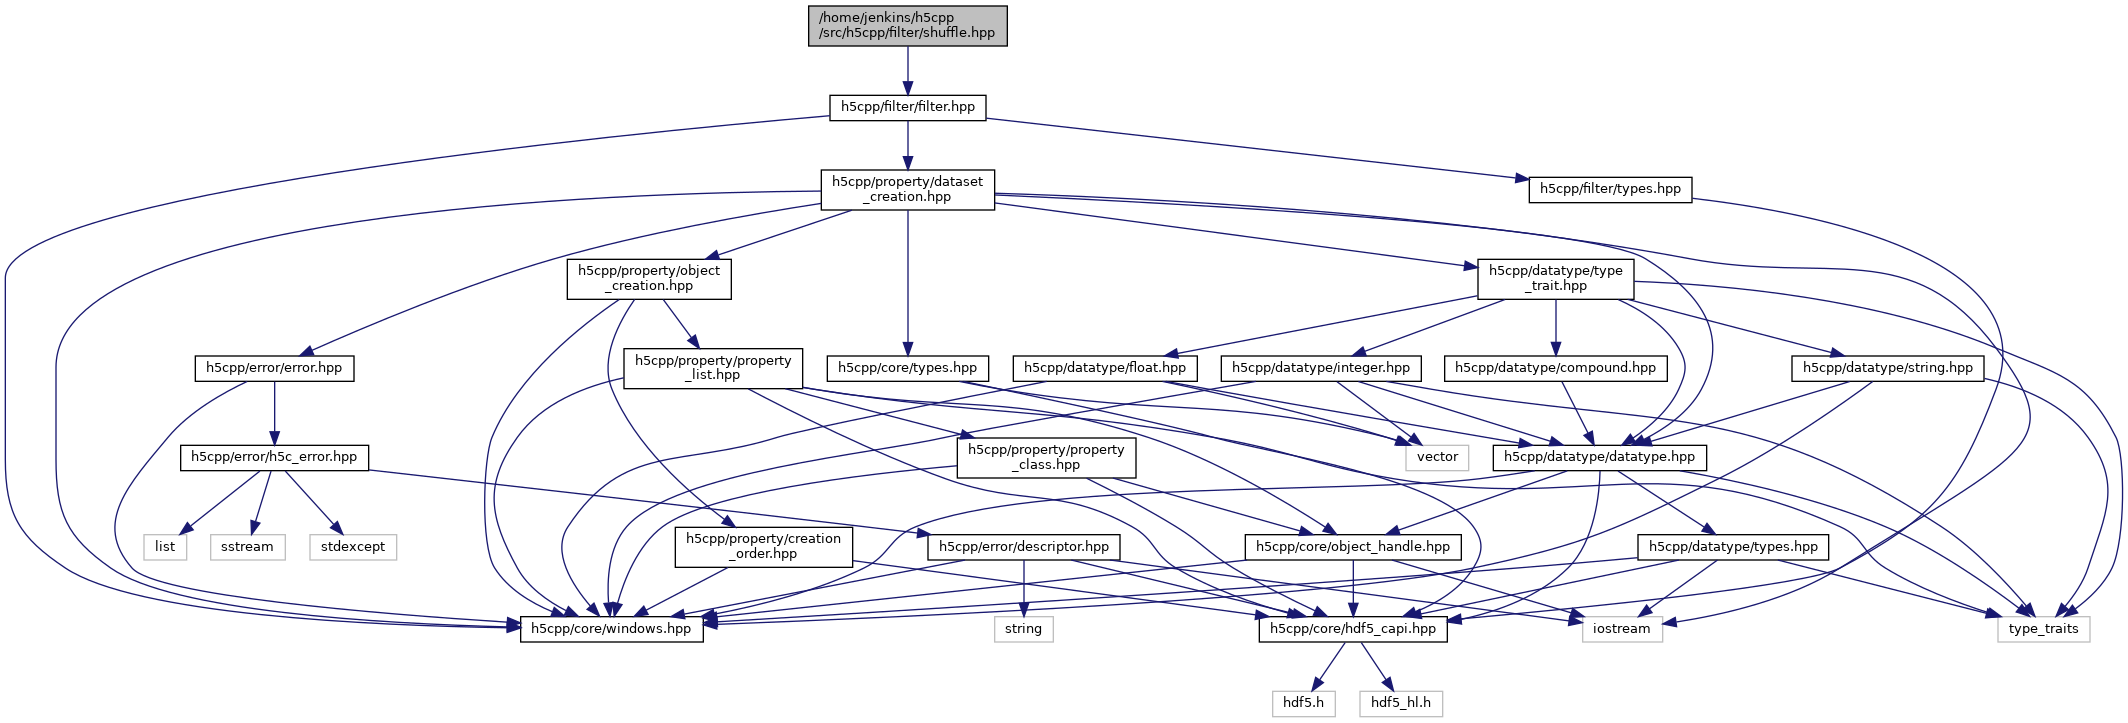 /home/jenkins/h5cpp
/src/h5cpp/filter/shuffle.hpp
h5cpp/filter/filter.hpp
h5cpp/property/dataset
_creation.hpp
h5cpp/filter/types.hpp
h5cpp/property/object
_creation.hpp
h5cpp/datatype/type
_trait.hpp
h5cpp/error/error.hpp
h5cpp/property/property
_list.hpp
h5cpp/core/types.hpp
h5cpp/datatype/float.hpp
h5cpp/datatype/integer.hpp
h5cpp/datatype/compound.hpp
h5cpp/datatype/string.hpp
h5cpp/error/h5c_error.hpp
h5cpp/property/property
_class.hpp
vector
h5cpp/datatype/datatype.hpp
list
sstream
stdexcept
h5cpp/property/creation
_order.hpp
h5cpp/error/descriptor.hpp
h5cpp/core/object_handle.hpp
h5cpp/datatype/types.hpp
h5cpp/core/windows.hpp
string
h5cpp/core/hdf5_capi.hpp
iostream
type_traits
hdf5.h
hdf5_hl.h